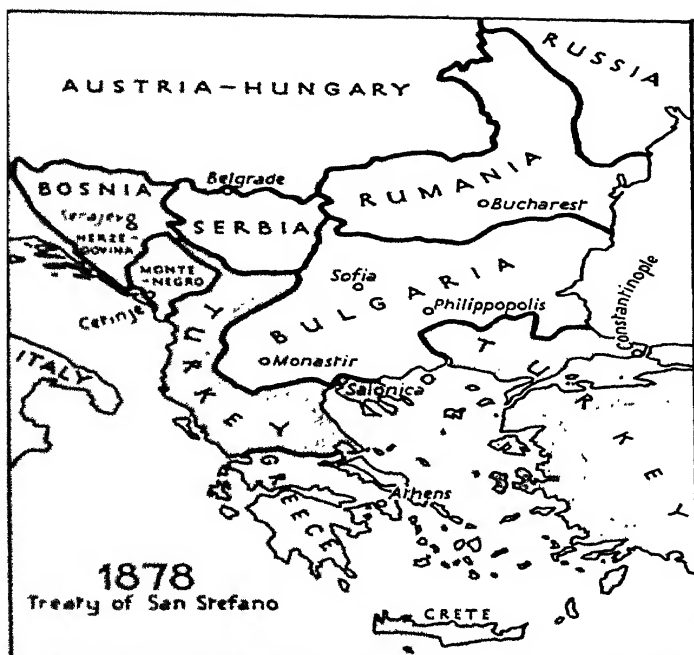 RUSSIA
AUSTRIA-HUNGARY
BOSNIA
Serajevo
HERZE-
GOVINA
Belgrade
SERBIA
RUMANIA
Bucharest
MONTE-
-NEGRO
Cetinje
Sofia
BULGARIA
Philippopolis
Constantinople
Monastir
TURKEY
ITALY
Salonica
TURKEY
GREECE
Athens
1878
Treaty of San Stefano
CRETE